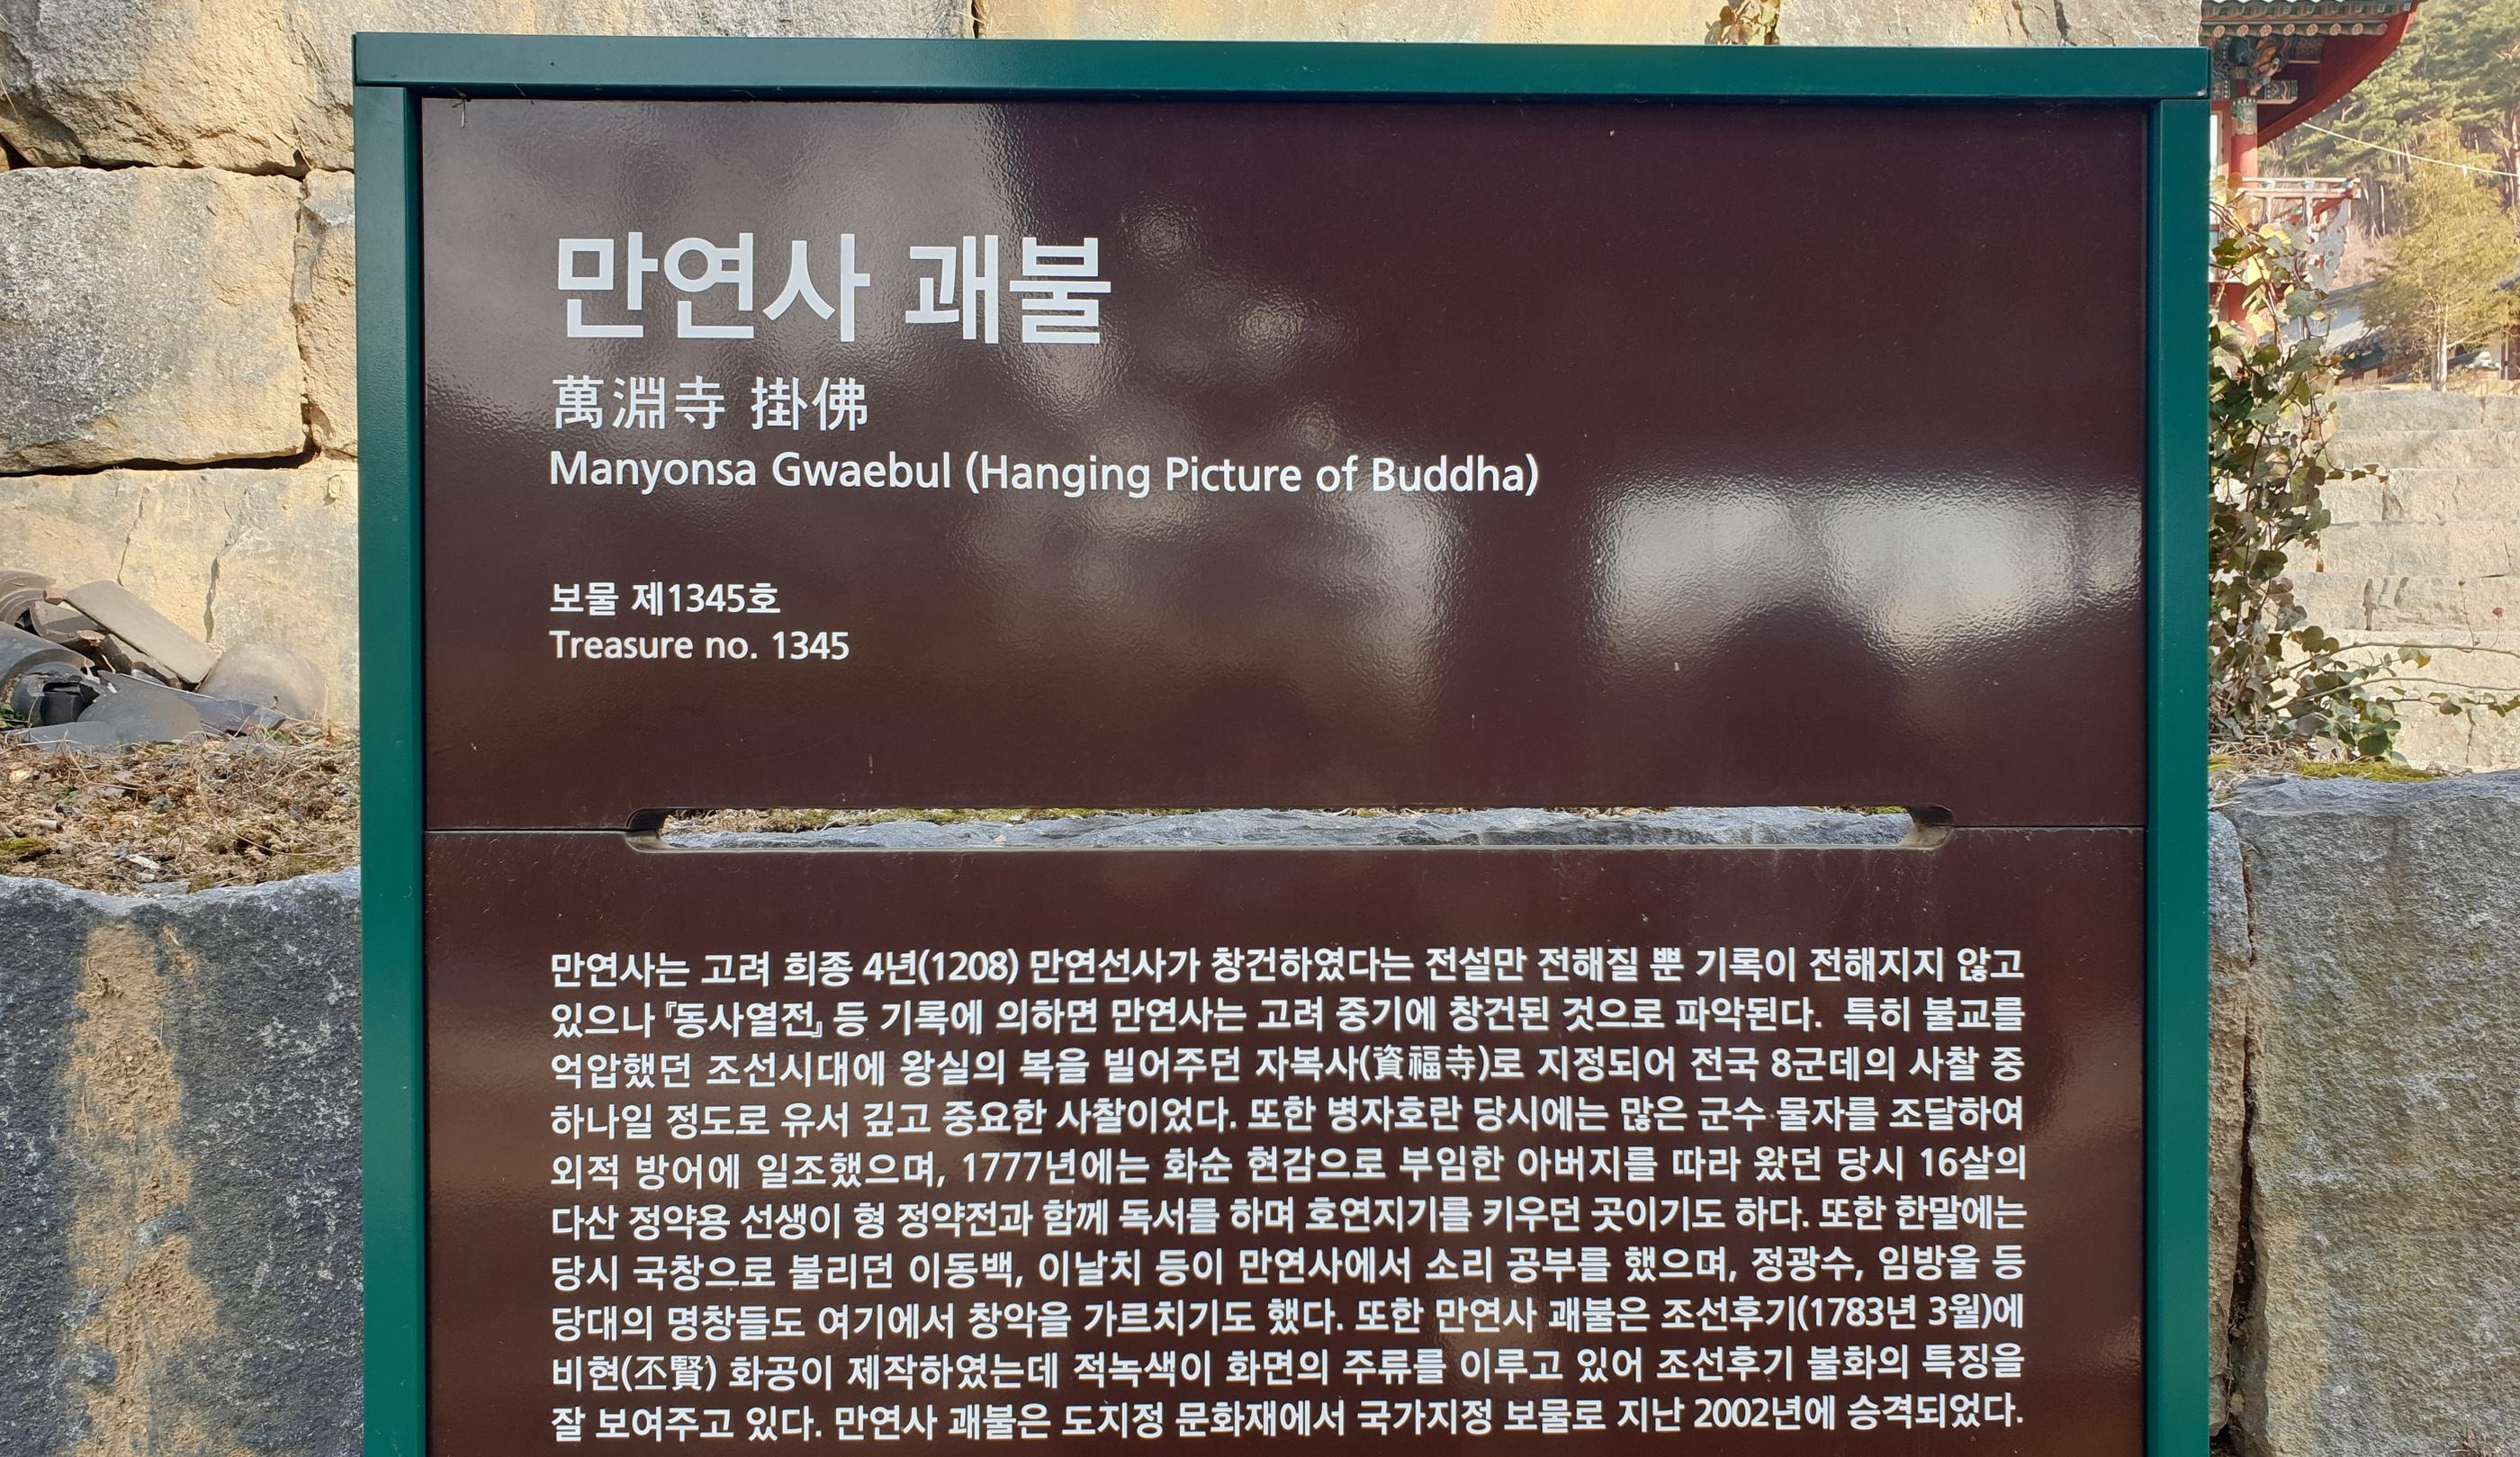 만연사 괘불
萬淵寺 掛佛
Manyonsa Gwaebul (Hanging Picture of Buddha)
보물 제1345호
Treasure no. 1345
만연사는 고려 희종 4년(1208) 만연선사가 창건하였다는 전설만 전해질 뿐 기록이 전해지지 않고
있으나 『동사열전』 등 기록에 의하면 만연사는 고려 중기에 창건된 것으로 파악된다. 특히 불교를
억압했던 조선시대에 왕실의 복을 빌어주던 자복사(資福寺)로 지정되어 전국 8군데의 사찰 중
하나일 정도로 유서 깊고 중요한 사찰이었다. 또한 병자호란 당시에는 많은 군수 물자를 조달하여
외적 방어에 일조했으며, 1777년에는 화순 현감으로 부임한 아버지를 따라 왔던 당시 16살의
다산 정약용 선생이 형 정약전과 함께 독서를 하며 호연지기를 키우던 곳이기도 하다. 또한 한말에는
당시 국창으로 불리던 이동백, 이날치 등이 만연사에서 소리 공부를 했으며, 정광수, 임방울 등
당대의 명창들도 여기에서 창악을 가르치기도 했다. 또한 만연사 괘불은 조선후기(1783년 3월)에
비현(丕賢) 화공이 제작하였는데 적녹색이 화면의 주류를 이루고 있어 조선후기 불화의 특징을
잘 보여주고 있다. 만연사 괘불은 도지정 문화재에서 국가지정 보물로 지난 2002년에 승격되었다.